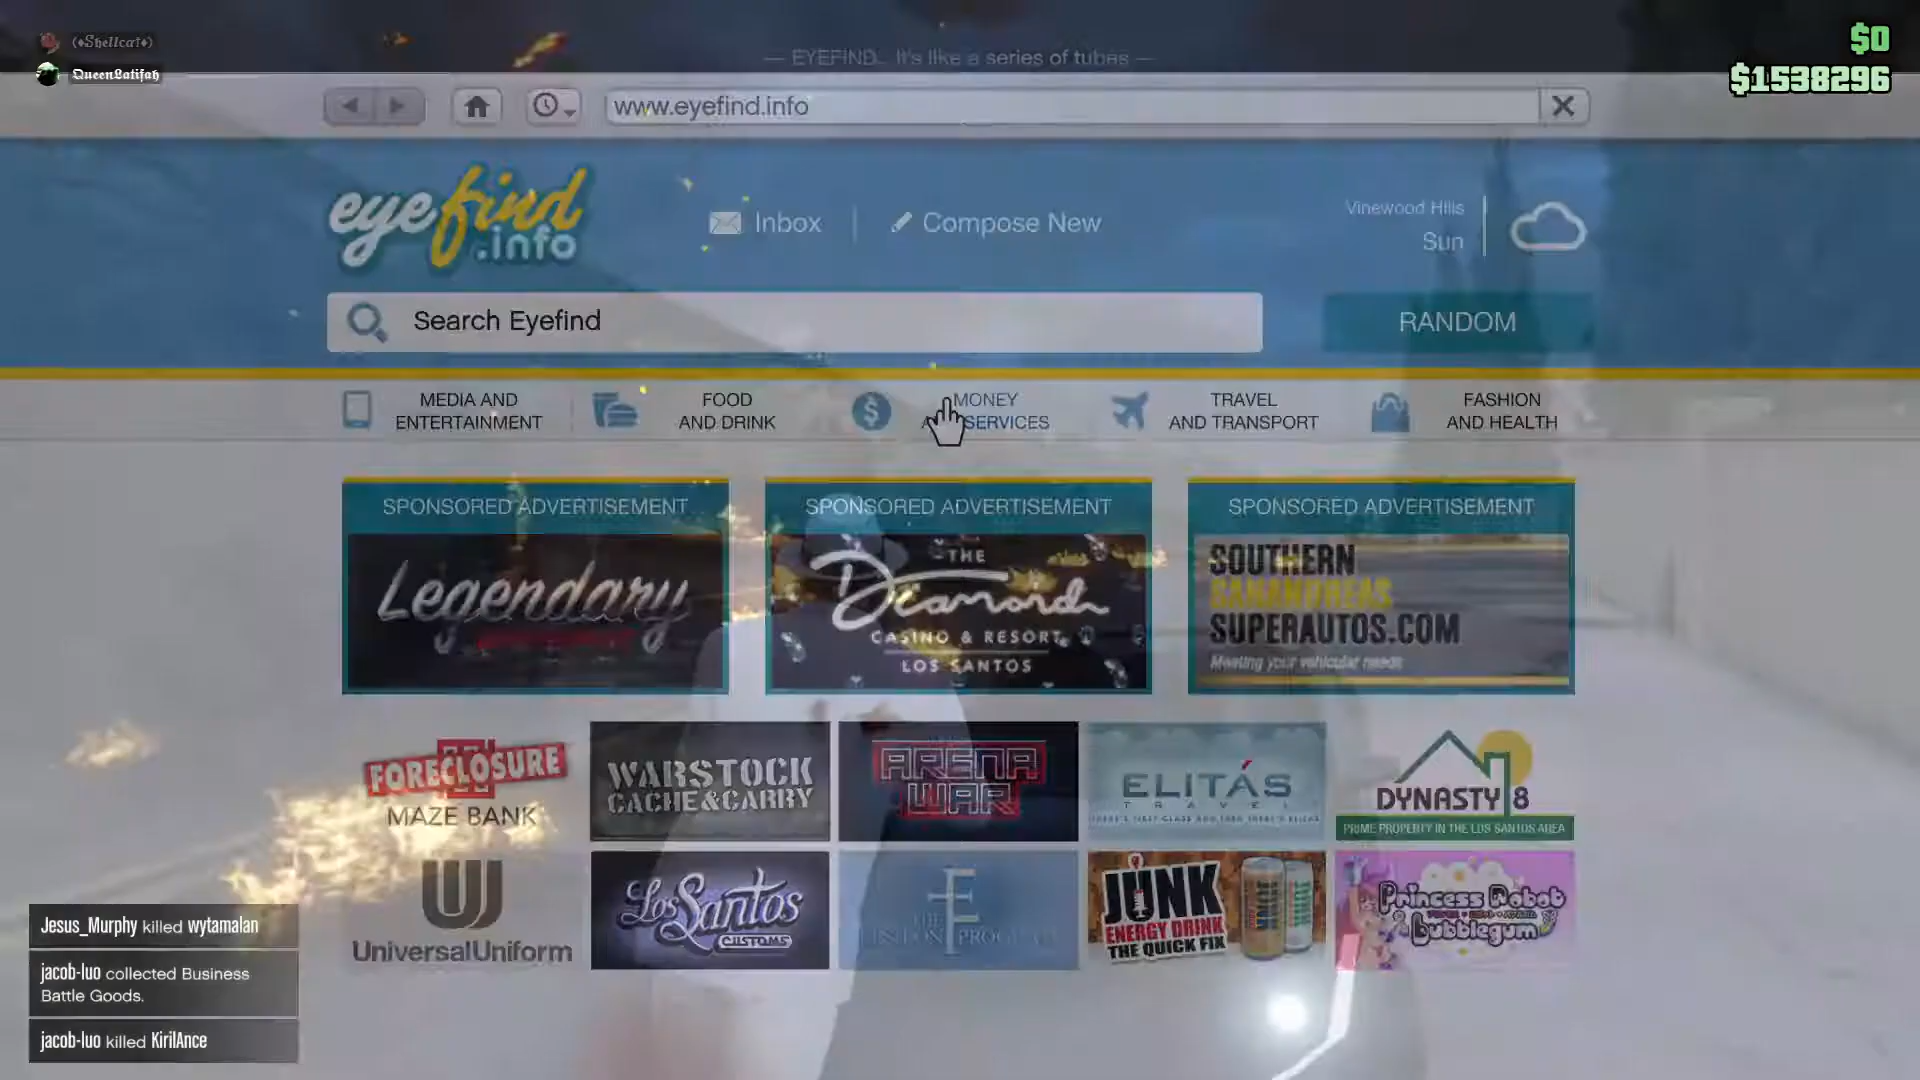 (♦Shellcat♦)
QueenLatifah
$0
$1538296
— EYEFIND.. It's like a series of tubes —
www.eyefind.info
eyefind
.info
Inbox
Compose New
Vinewood Hills
Sun
Search Eyefind
RANDOM
MEDIA AND
ENTERTAINMENT
FOOD
AND DRINK
MONEY
SERVICES
TRAVEL
AND TRANSPORT
FASHION
AND HEALTH
SPONSORED ADVERTISEMENT
Legendary
SPONSORED ADVERTISEMENT
THE
Diamond
CASINO & RESORT
LOS SANTOS
SPONSORED ADVERTISEMENT
SOUTHERN
SANANDREAS
SUPERAUTOS.COM
Meeting your vehicular needs
FORECLOSURE
MAZE BANK
WARSTOCK
CACHE&CARRY
ARENA
WAR
ELITÁS
TRAVEL
DYNASTY 8
PRIME PROPERTY IN THE LOS SANTOS AREA
UniversalUniform
Los Santos
CUSTOMS
JUNK
ENERGY DRINK
THE QUICK FIX
Princess Robot
Bubblegum
Jesus_Murphy killed wytamalan
jacob-luo collected Business
Battle Goods.
jacob-luo killed KirilAnce